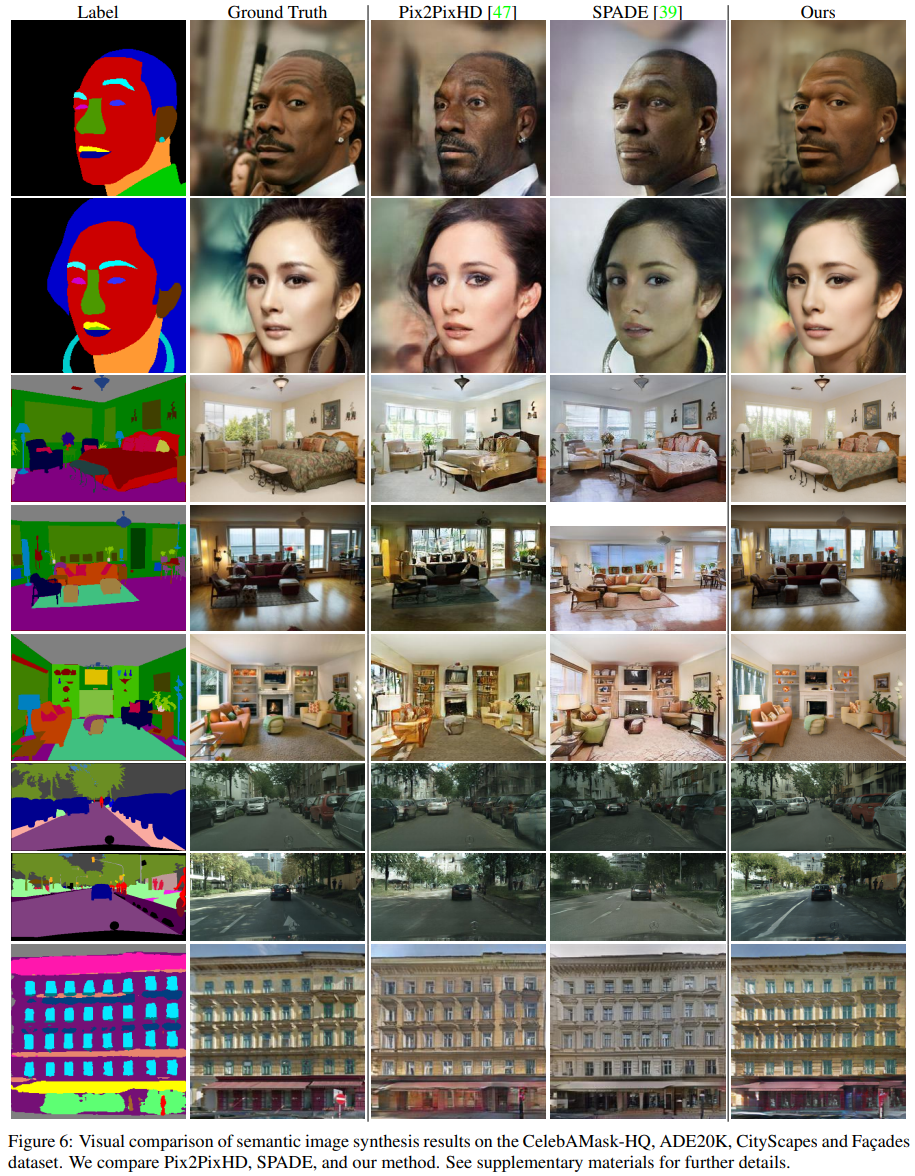 Label Ground Truth Pix2PixHD [47] SPADE [39] Ours
Figure 6: Visual comparison of semantic image synthesis results on the CelebAMask-HQ, ADE20K, CityScapes and Façades
dataset. We compare Pix2PixHD, SPADE, and our method. See supplementary materials for further details.